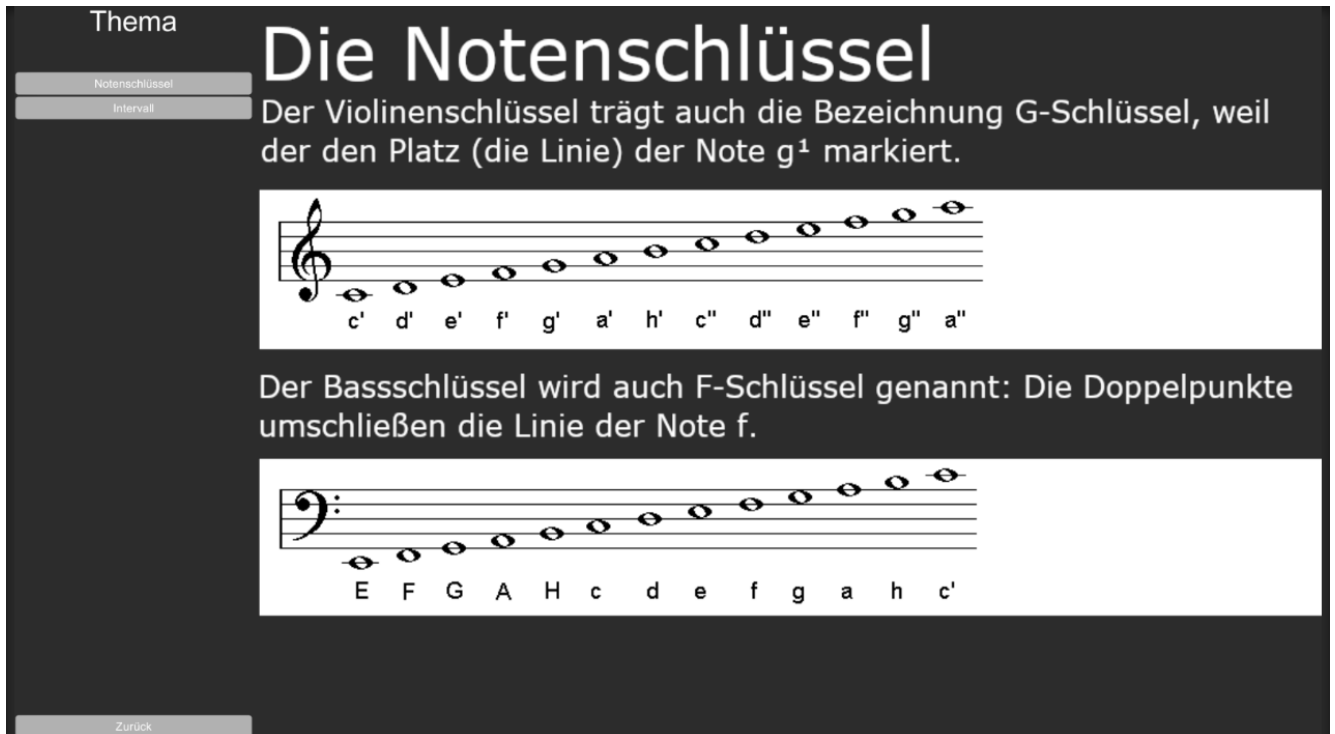 Thema
Notenschlüssel
Intervall
Die Notenschlüssel
Der Violinenschlüssel trägt auch die Bezeichnung G-Schlüssel, weil
der den Platz (die Linie) der Note g¹ markiert.
c' d' e' f' g' a' h' c" d" e" f" g" a"
Der Bassschlüssel wird auch F-Schlüssel genannt: Die Doppelpunkte
umschließen die Linie der Note f.
E F G A H c d e f g a h c'
Zurück